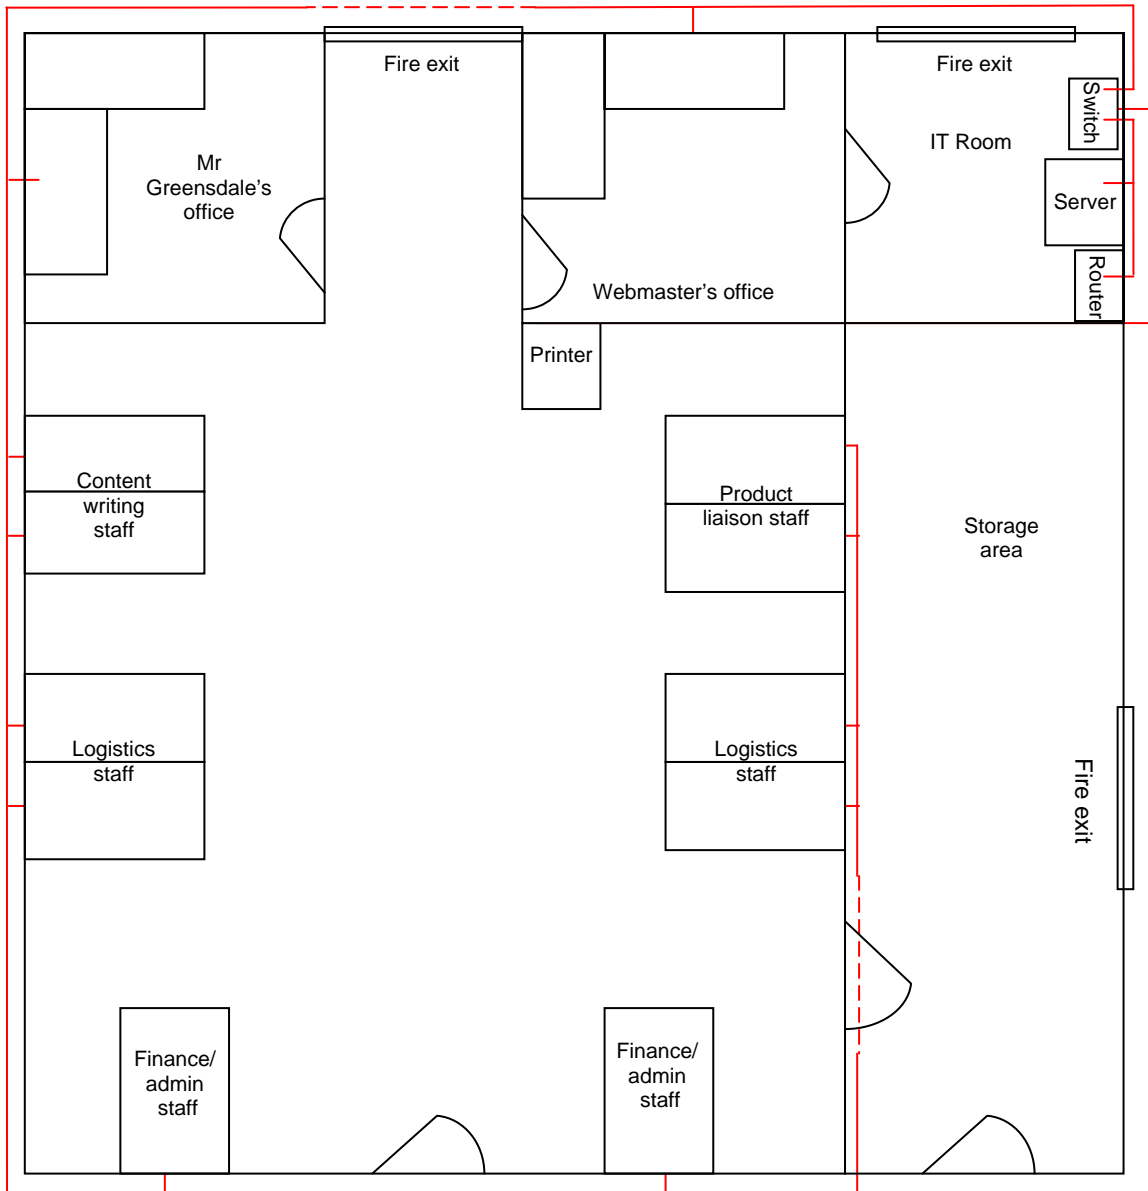 Fire exit
Fire exit
Switch
IT Room
Mr
Greensdale's
office
Server
Router
Webmaster's office
Printer
Content
writing
staff
Product
liaison staff
Storage
area
Logistics
staff
Logistics
staff
Fire exit
Finance/
admin
staff
Finance/
admin
staff